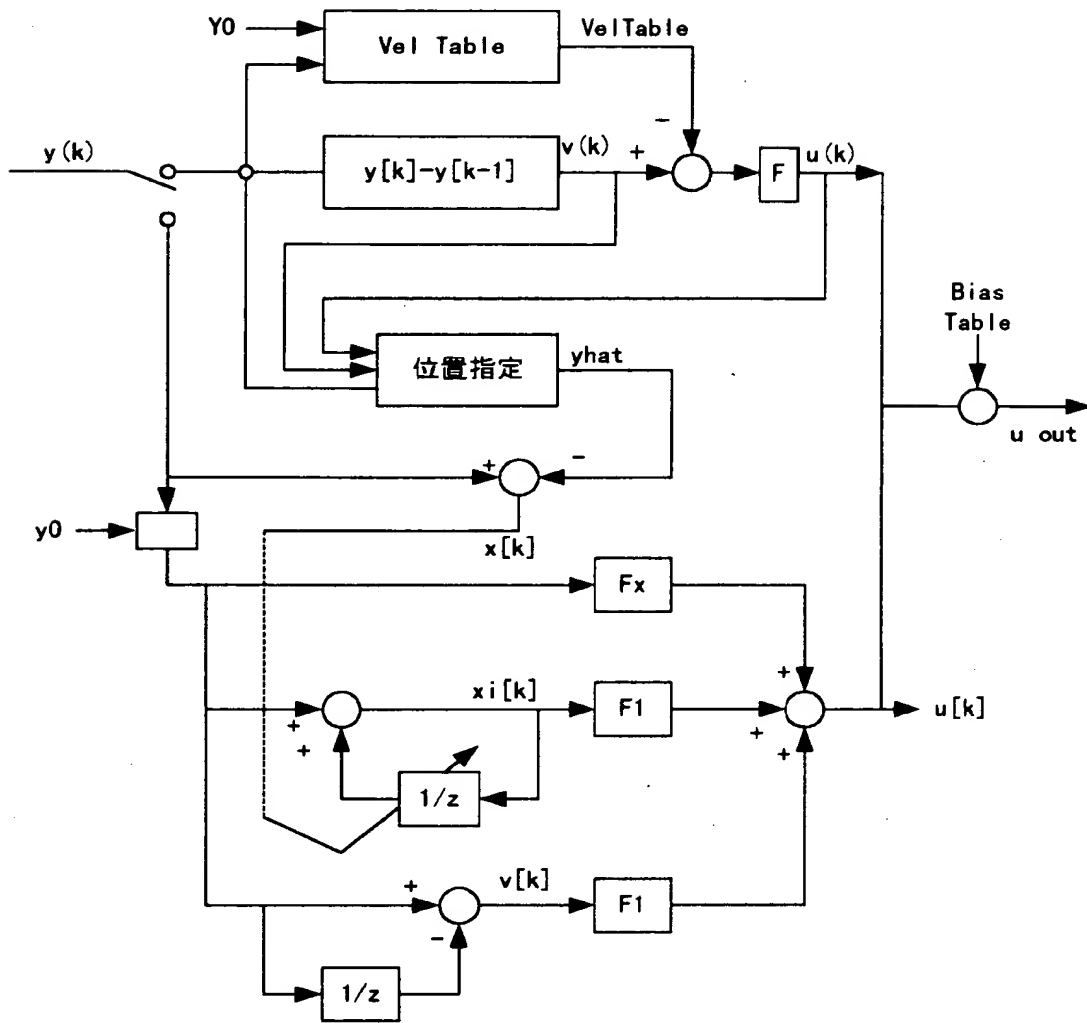 Y0
Vel Table
VelTable
-
y(k)
y[k]-y[k-1]
v(k)
+
F
u(k)
Bias
Table
位置指定
yhat
u out
+
-
y0
x[k]
Fx
+
xi[k]
F1
u[k]
+
+
+
+
1/z
v[k]
+
F1
-
1/z